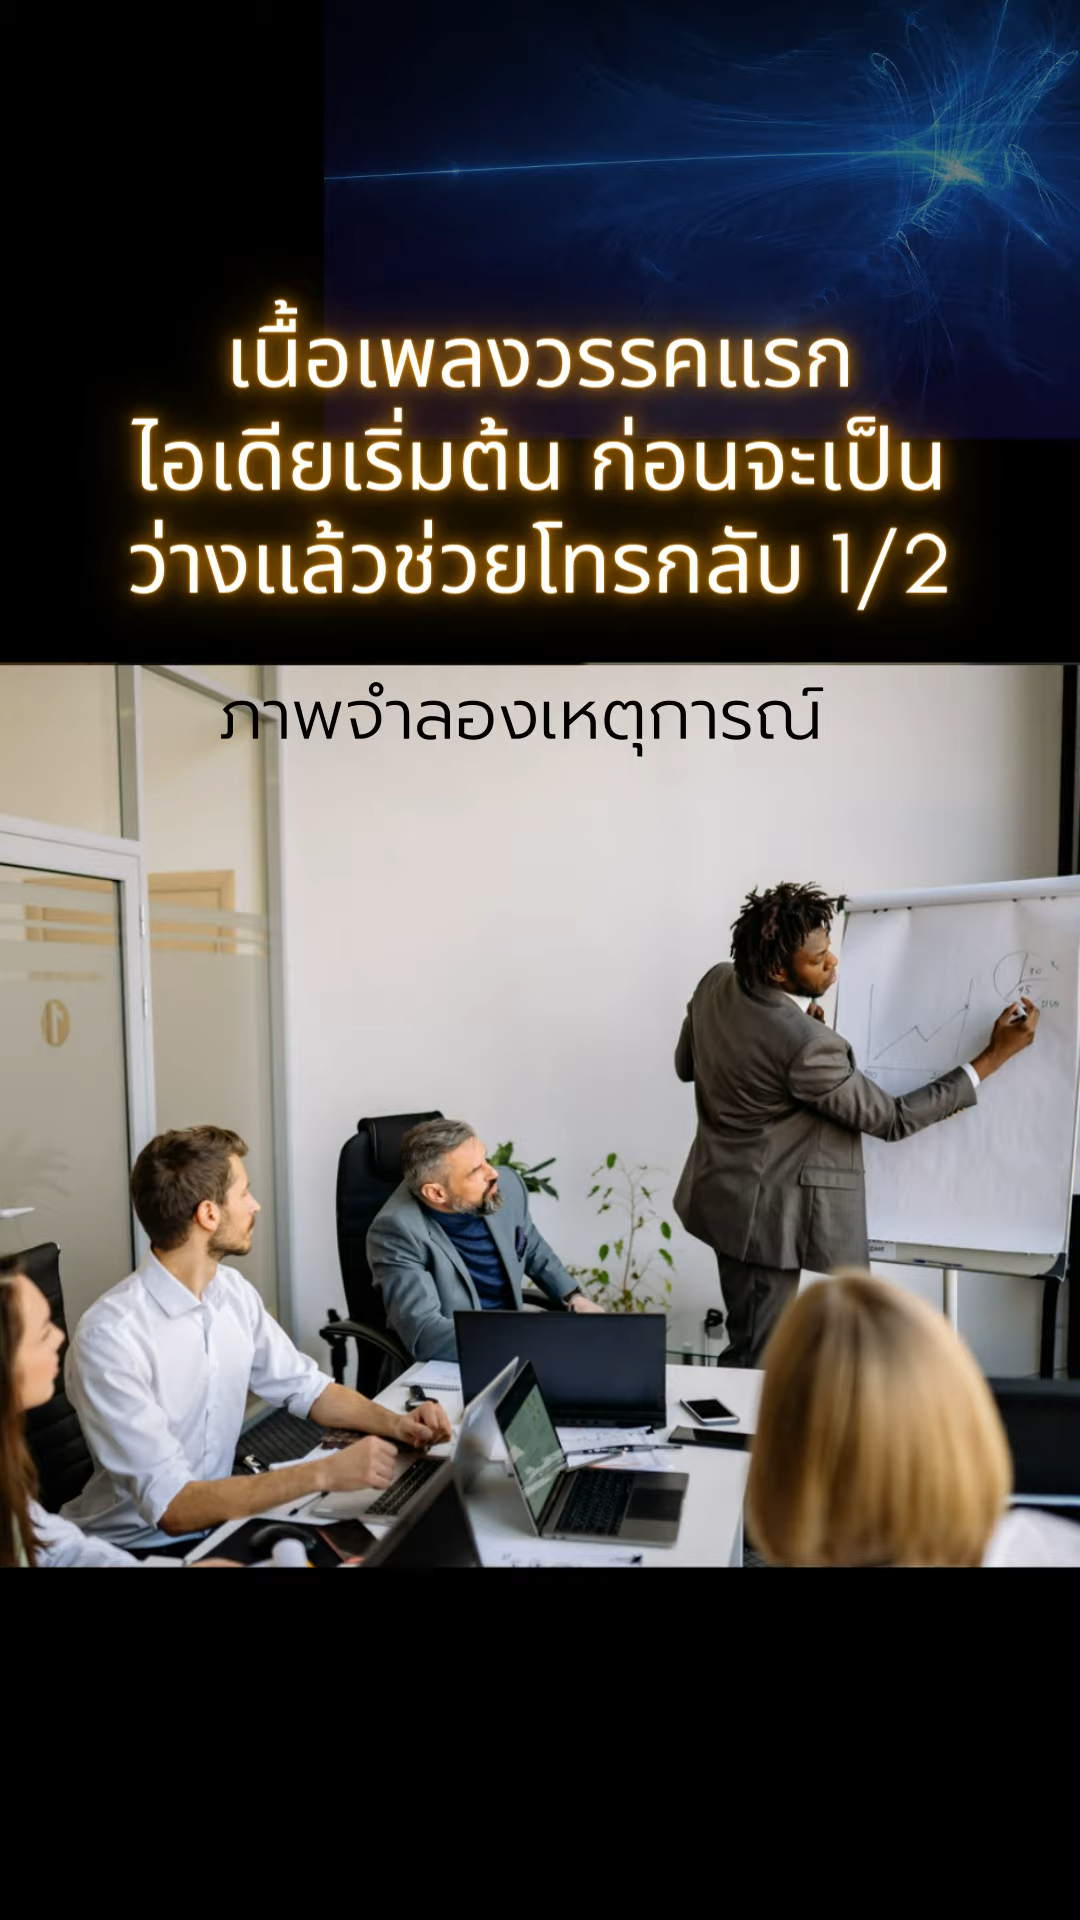 เนื้อเพลงวรรคแรก
ไอเดียเริ่มต้น ก่อนจะเป็น
ว่างแล้วช่วยโทรกลับ 1/2
ภาพจำลองเหตุการณ์